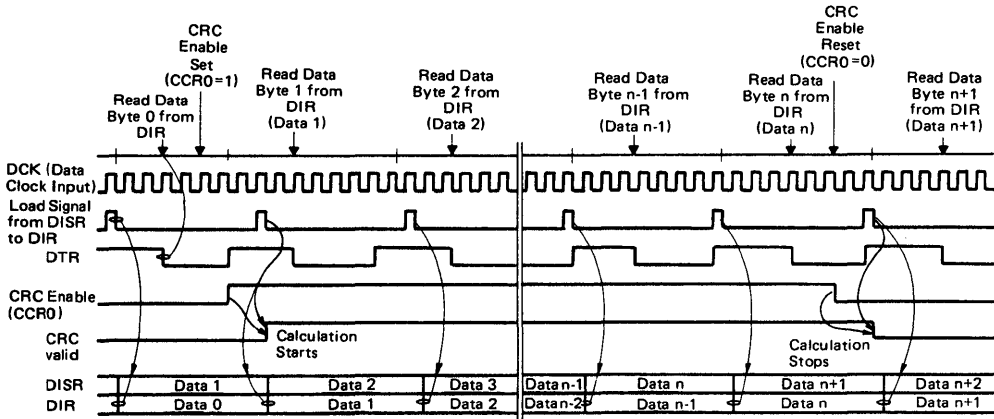 CRC
Enable
Set
(CCR0=1)
Read Data
Byte 0 from
DIR
Read Data
Byte 1 from
DIR
(Data 1)
Read Data
Byte 2 from
DIR
(Data 2)
Read Data
Byte n-1 from
DIR
(Data n-1)
Read Data
Byte n from
DIR
(Data n)
CRC
Enable
Reset
(CCR0=0)
Read Data
Byte n+1
from DIR
(Data n+1)
DCK (Data
Clock Input)
Load Signal
from DISR
to DIR
DTR
CRC Enable
(CCR0)
CRC
valid
Calculation
Starts
Calculation
Stops
DISR Data 1 Data 2 Data 3 Data n-1 Data n Data n+1 Data n+2
DIR Data 0 Data 1 Data 2 Data n-2 Data n-1 Data n Data n+1